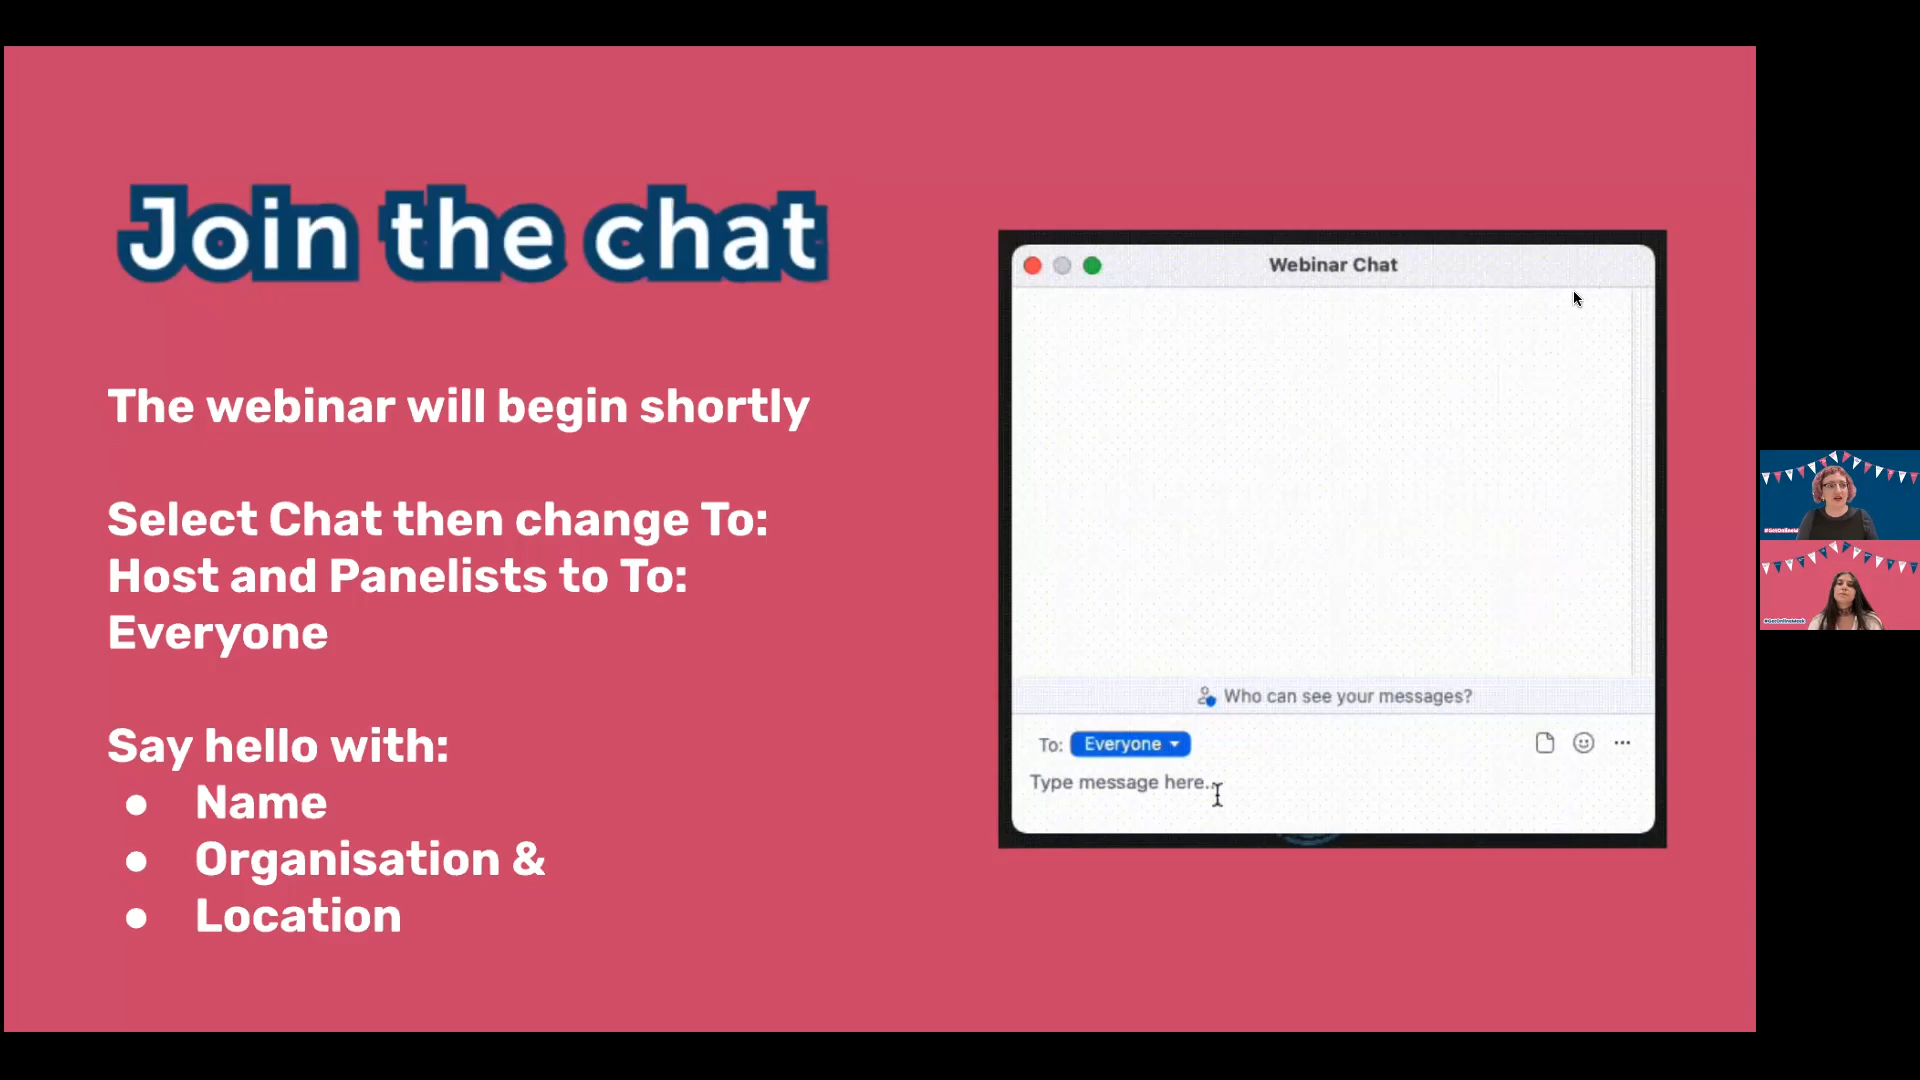 Join the chat
The webinar will begin shortly
Select Chat then change To:
Host and Panelists to To:
Everyone
Say hello with:
● Name
● Organisation &
● Location
Webinar Chat
Who can see your messages?
To: Everyone
Type message here...
#GetOnlineWeek